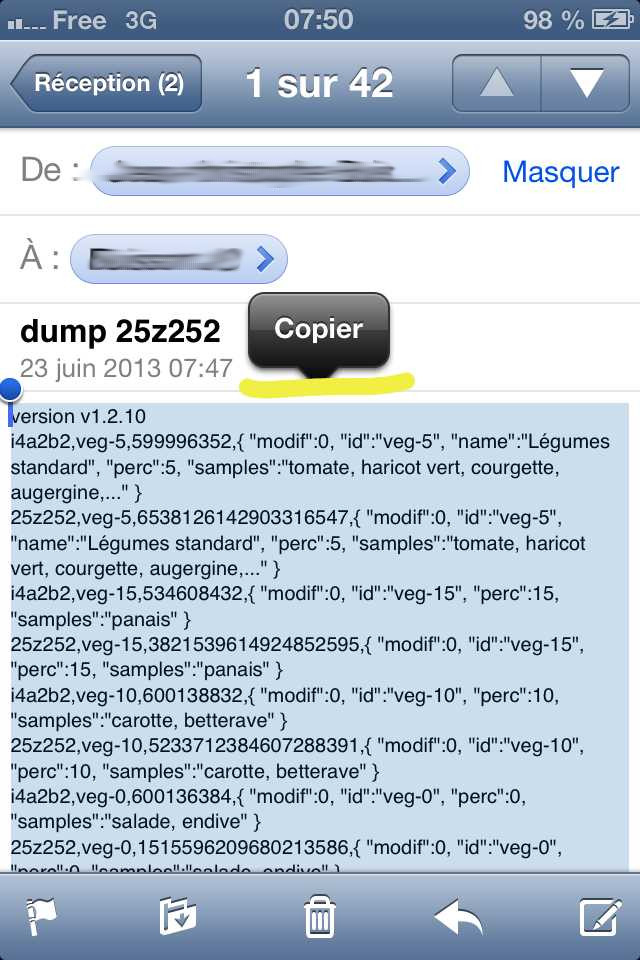 Free 3G 07:50 98 %
Réception (2) 1 sur 42
De : Masquer
À :
Copier
dump 25z252
23 juin 2013 07:47
version v1.2.10
i4a2b2,veg-5,599996352,{ "modif":0, "id":"veg-5", "name":"Légumes
standard", "perc":5, "samples":"tomate, haricot vert, courgette,
augergine,..." }
25z252,veg-5,6538126142903316547,{ "modif":0, "id":"veg-5",
"name":"Légumes standard", "perc":5, "samples":"tomate, haricot
vert, courgette, augergine,..." }
i4a2b2,veg-15,534608432,{ "modif":0, "id":"veg-15", "perc":15,
"samples":"panais" }
25z252,veg-15,3821539614924852595,{ "modif":0, "id":"veg-15",
"perc":15, "samples":"panais" }
i4a2b2,veg-10,600138832,{ "modif":0, "id":"veg-10", "perc":10,
"samples":"carotte, betterave" }
25z252,veg-10,5233712384607288391,{ "modif":0, "id":"veg-10",
"perc":10, "samples":"carotte, betterave" }
i4a2b2,veg-0,600136384,{ "modif":0, "id":"veg-0", "perc":0,
"samples":"salade, endive" }
25z252,veg-0,1515596209680213586,{ "modif":0, "id":"veg-0",
"perc":0, "samples":"salade, endive" }